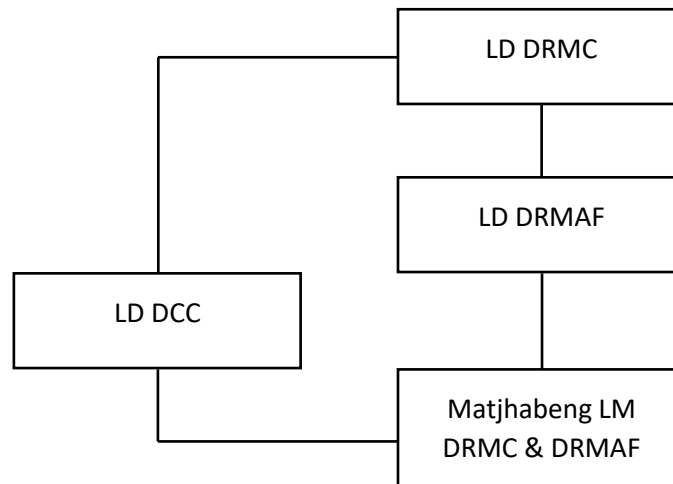 LD DRMC
LD DRMAF
LD DCC
Matjhabeng LM
DRMC & DRMAF